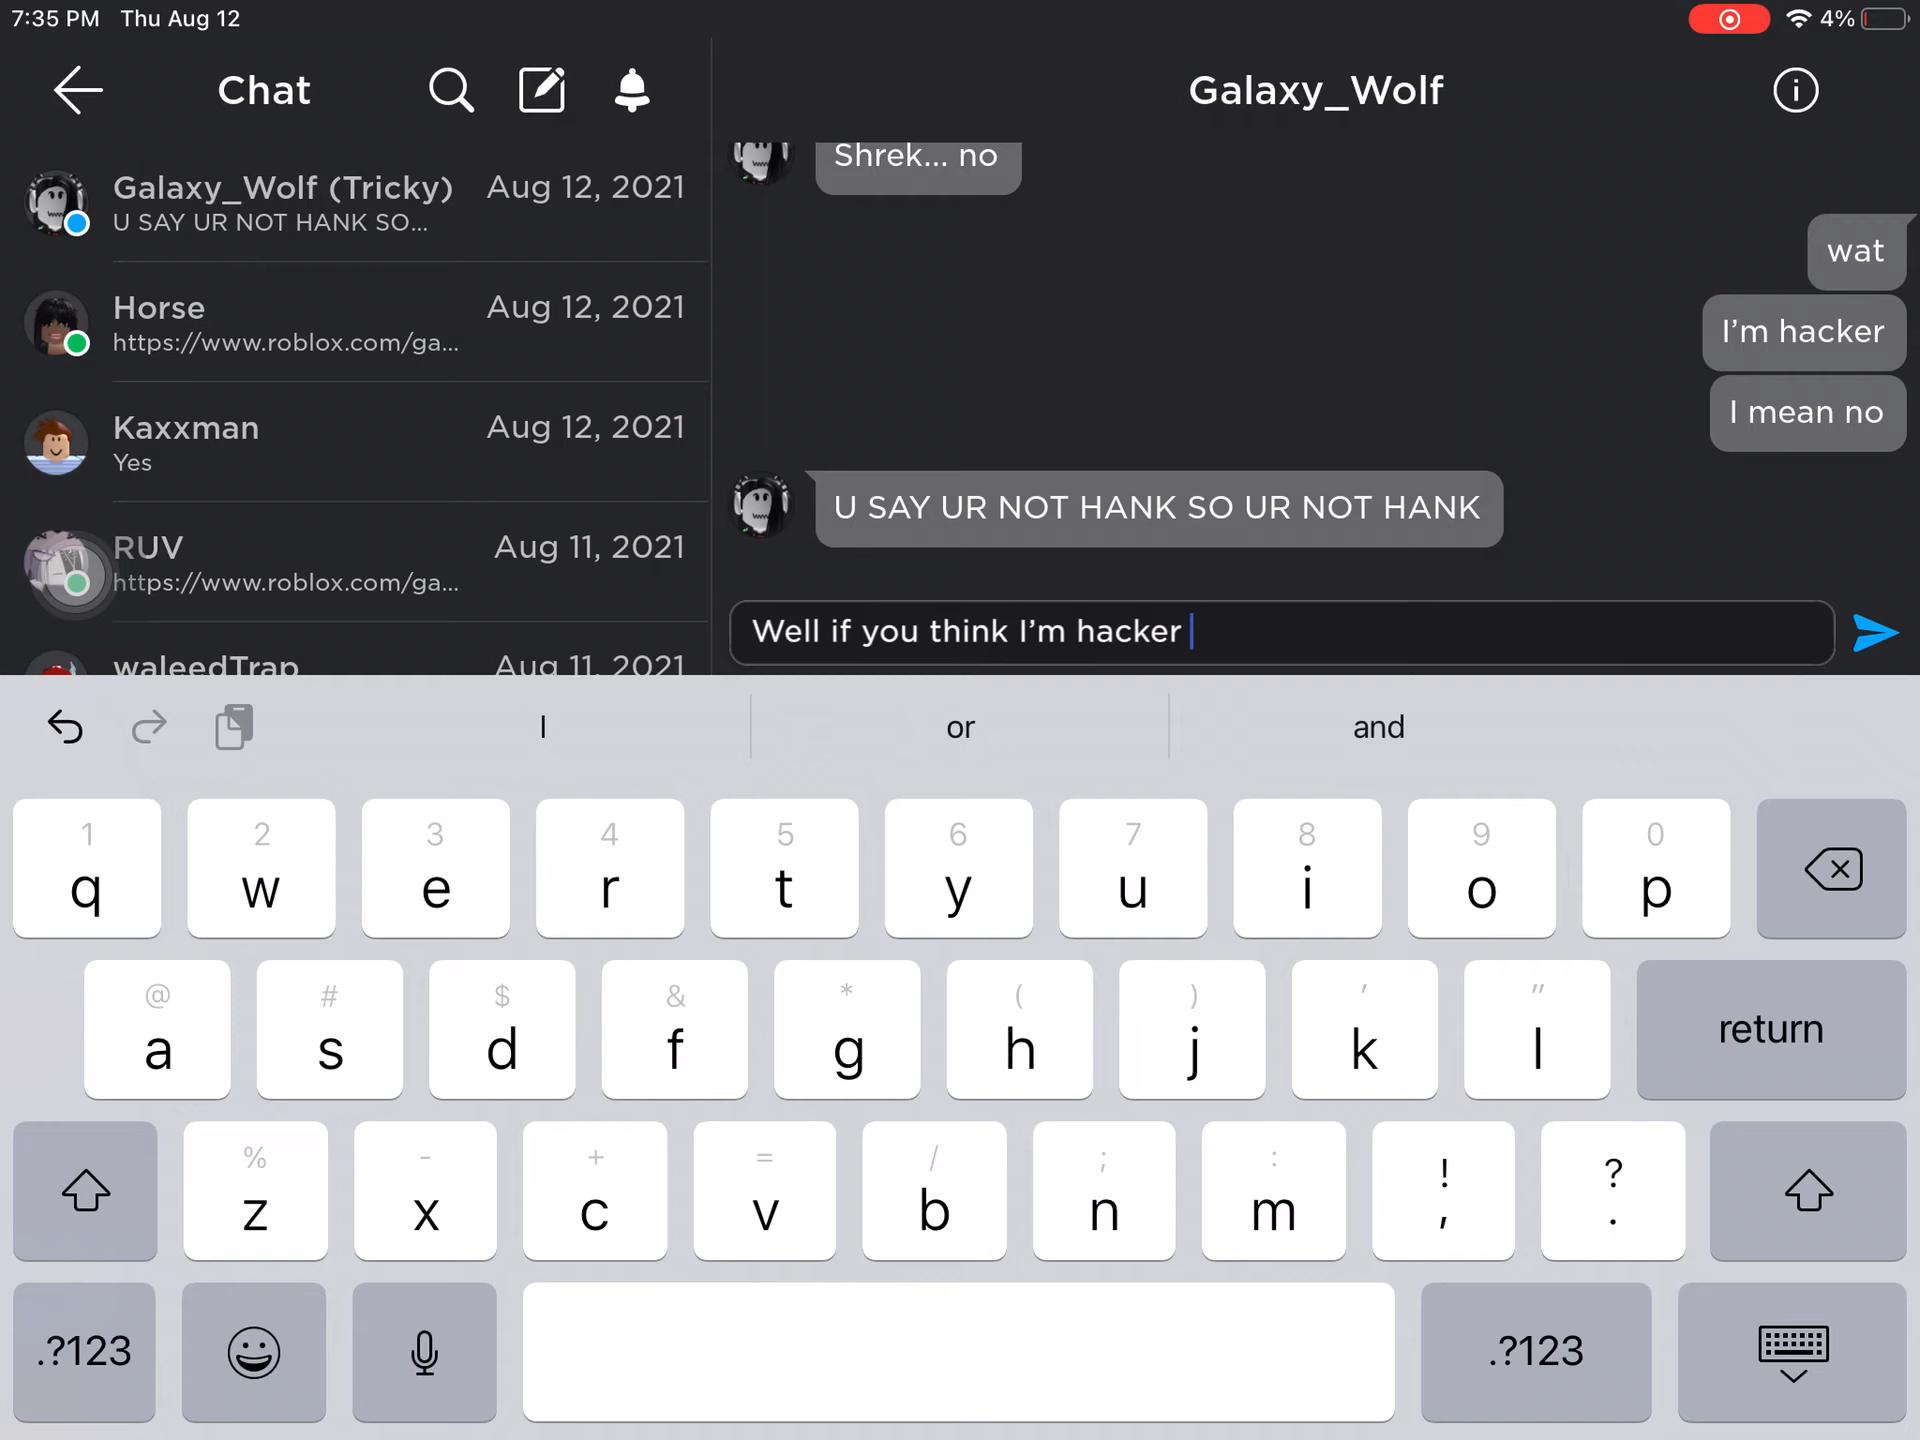 7:35 PM Thu Aug 12
4%
Chat
Galaxy_Wolf (Tricky) Aug 12, 2021
U SAY UR NOT HANK SO...
Horse Aug 12, 2021
https://www.roblox.com/ga...
Kaxxman Aug 12, 2021
Yes
RUV Aug 11, 2021
https://www.roblox.com/ga...
waleedTrap Aug 11, 2021
Galaxy_Wolf
Shrek... no
wat
I’m hacker
I mean no
U SAY UR NOT HANK SO UR NOT HANK
Well if you think I’m hacker
I or and
1 2 3 4 5 6 7 8 9 0
q w e r t y u i o p
@ # $ & * ( ) ' "
a s d f g h j k l return
% - + = / ; : ! ?
z x c v b n m , .
.?123 .?123